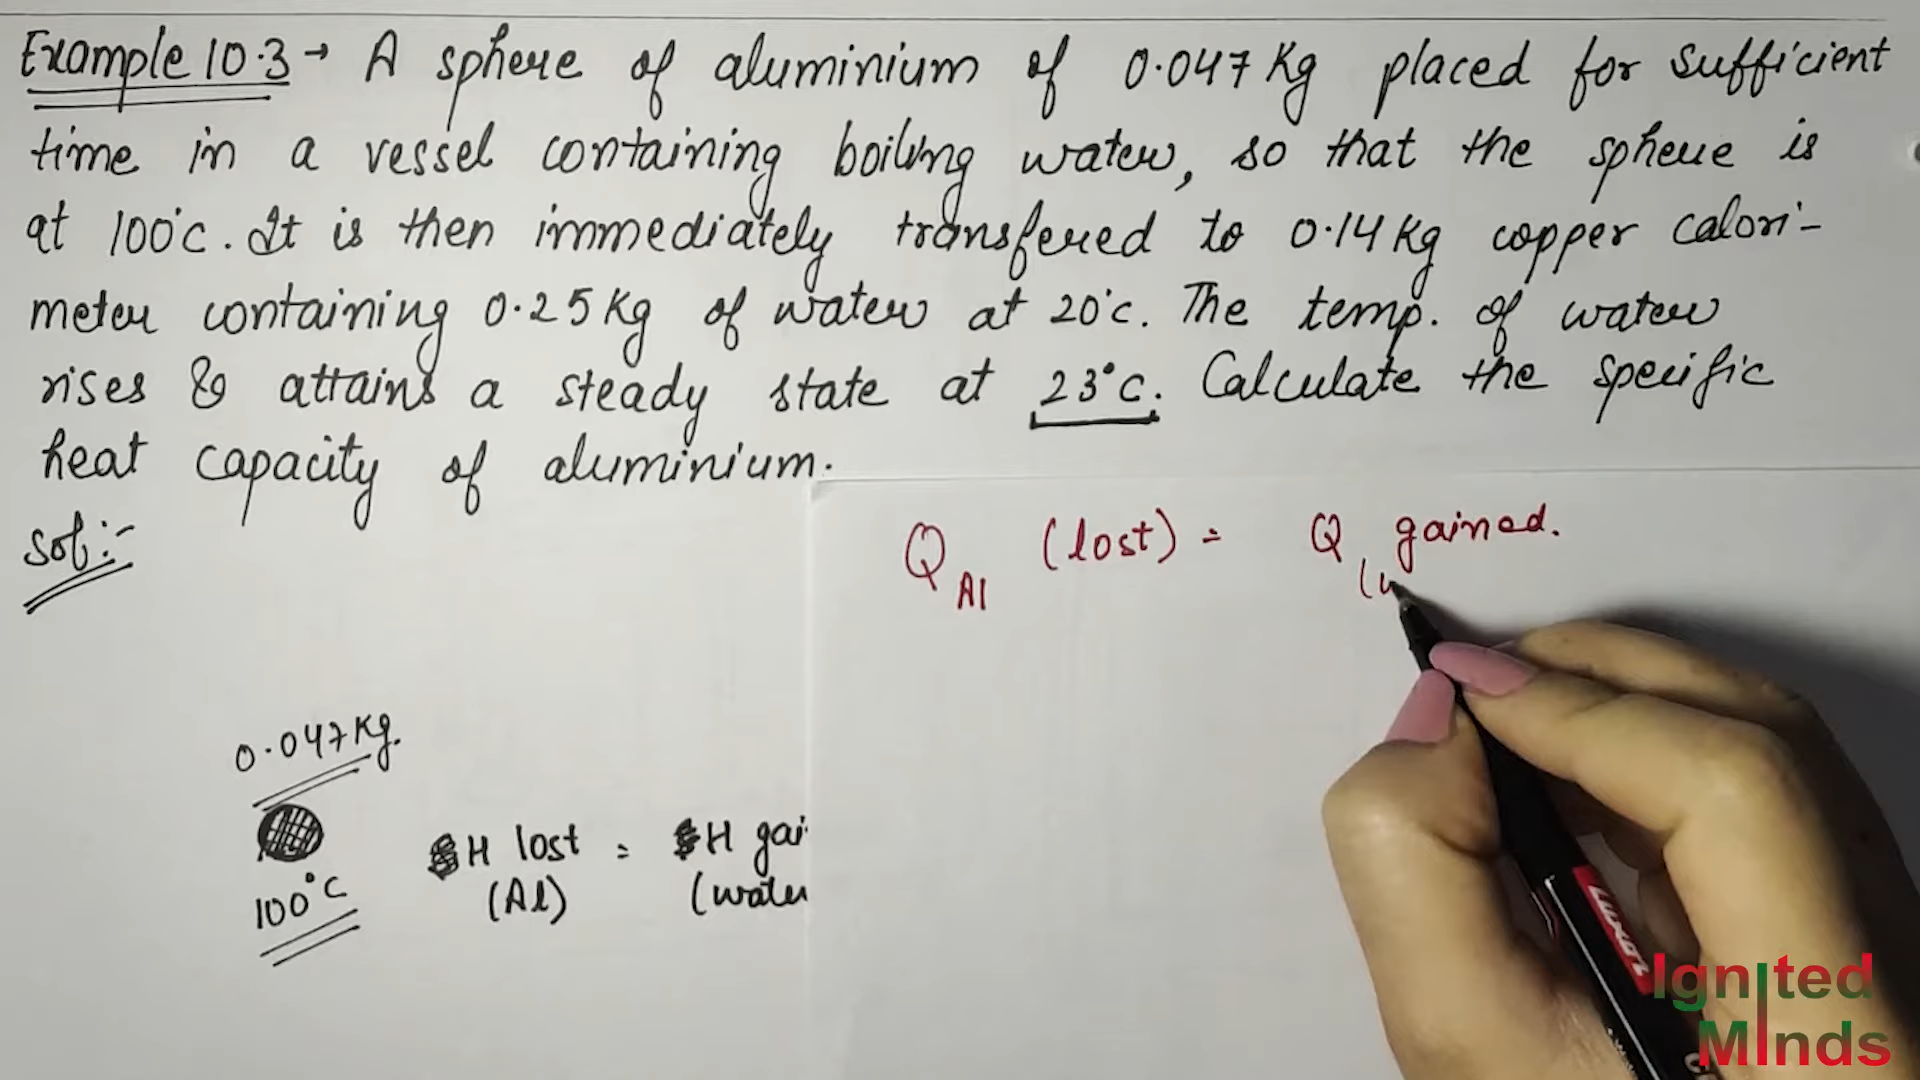 Example 10.3 → A sphere of aluminium of 0.047 Kg placed for sufficient
time in a vessel containing boiling water, so that the sphere is
at 100°c. It is then immediately transfered to 0.14 Kg copper calori-
meter containing 0.25 Kg of water at 20°c. The temp. of water
rises & attains a steady state at 23°c. Calculate the specific
heat capacity of aluminium.
Sol:-
Q Al (lost) = Q gained.
(w
0.047 Kg.
100°C
H lost = H gai
(Al) (water
LUXOR
Ignited
Minds